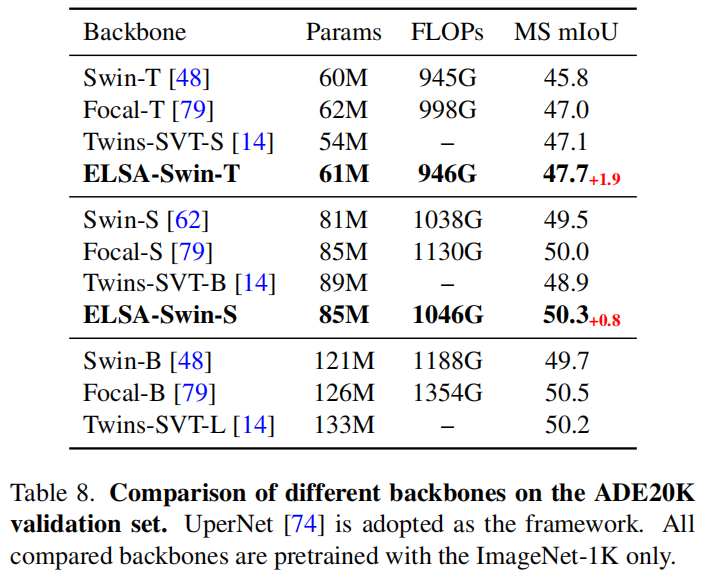 Backbone Params FLOPs MS mIoU
Swin-T [48] 60M 945G 45.8
Focal-T [79] 62M 998G 47.0
Twins-SVT-S [14] 54M – 47.1
ELSA-Swin-T 61M 946G 47.7+1.9
Swin-S [62] 81M 1038G 49.5
Focal-S [79] 85M 1130G 50.0
Twins-SVT-B [14] 89M – 48.9
ELSA-Swin-S 85M 1046G 50.3+0.8
Swin-B [48] 121M 1188G 49.7
Focal-B [79] 126M 1354G 50.5
Twins-SVT-L [14] 133M – 50.2
Table 8. Comparison of different backbones on the ADE20K
validation set. UperNet [74] is adopted as the framework. All
compared backbones are pretrained with the ImageNet-1K only.